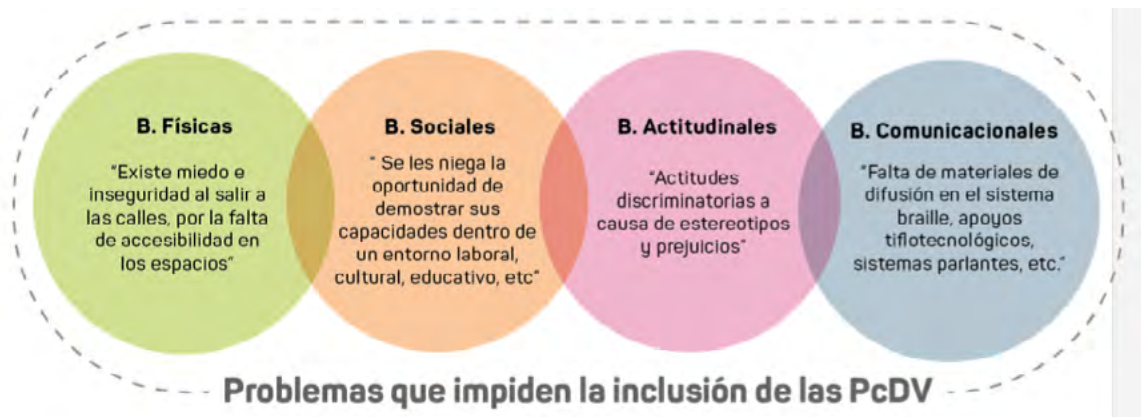 B. Físicas
"Existe miedo e
inseguridad al salir a
las calles, por la falta
de accesibilidad en
los espacios"
B. Sociales
" Se les niega la
oportunidad de
demostrar sus
capacidades dentro de
un entorno laboral,
cultural, educativo, etc"
B. Actitudinales
"Actitudes
discriminatorias a
causa de estereotipos
y prejuicios"
B. Comunicacionales
"Falta de materiales de
difusión en el sistema
braille, apoyos
tiflotecnológicos,
sistemas parlantes, etc."
Problemas que impiden la inclusión de las PcDV